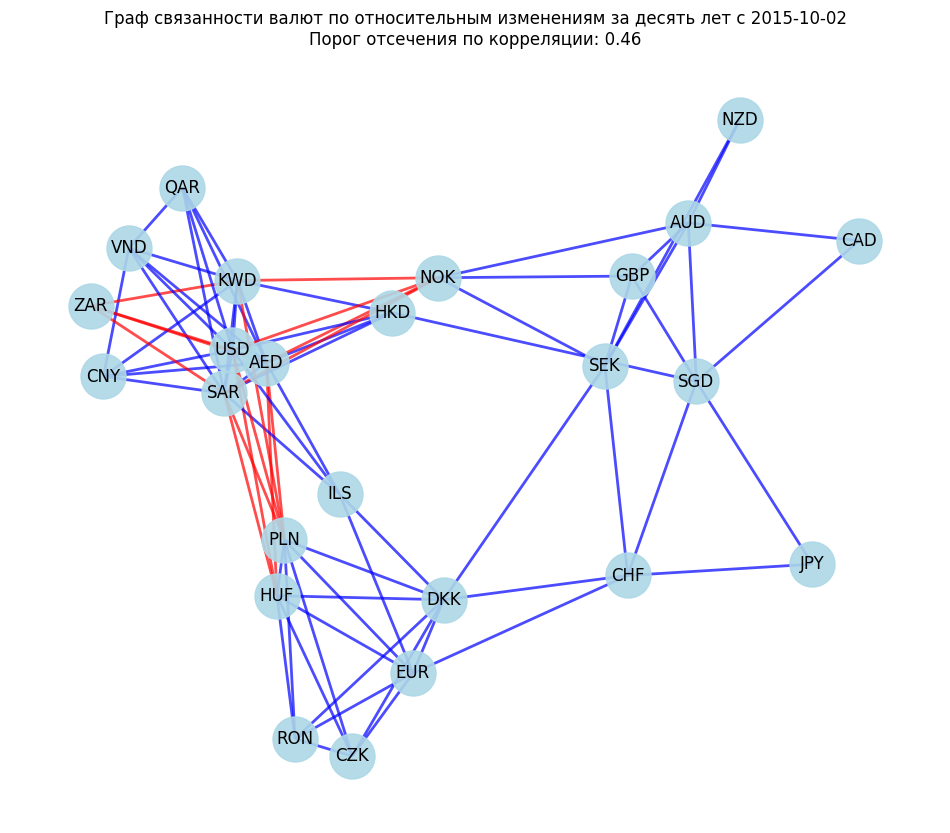 Граф связанности валют по относительным изменениям за десять лет с 2015-10-02
Порог отсечения по корреляции: 0.46
NZD
QAR
AUD
CAD
VND
GBP
NOK
KWD
ZAR
HKD
USD
AED
SEK
CNY
SGD
SAR
ILS
PLN
JPY
CHF
HUF
DKK
EUR
RON
CZK